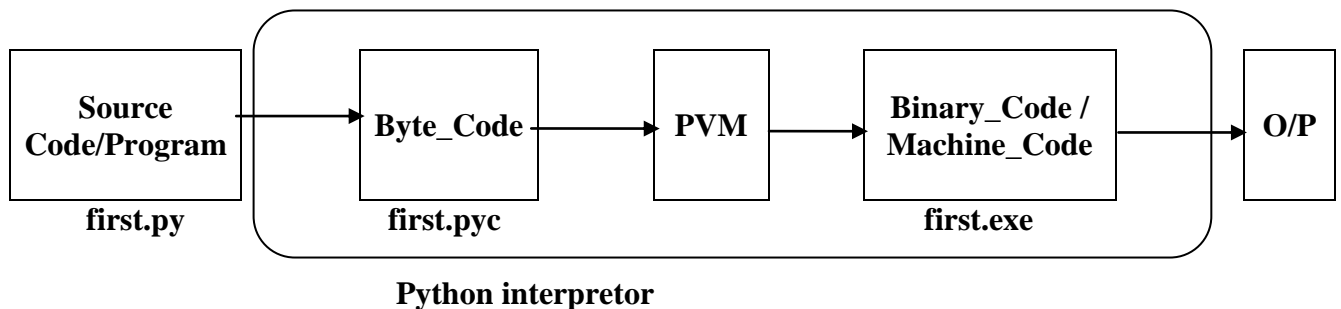 Source
Code/Program
first.py
Byte_Code
first.pyc
PVM
Binary_Code /
Machine_Code
first.exe
O/P
Python interpretor